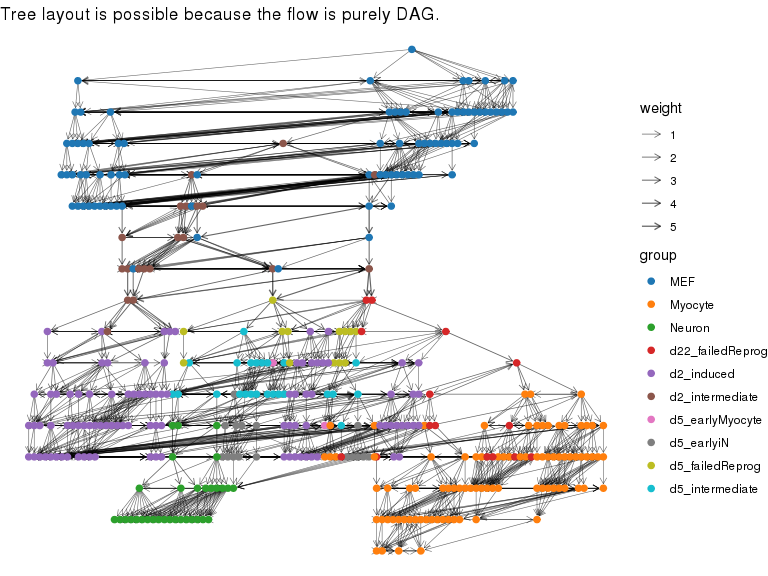 Tree layout is possible because the flow is purely DAG.
weight
1
2
3
4
5
group
MEF
Myocyte
Neuron
d22_failedReprog
d2_induced
d2_intermediate
d5_earlyMyocyte
d5_earlyiN
d5_failedReprog
d5_intermediate